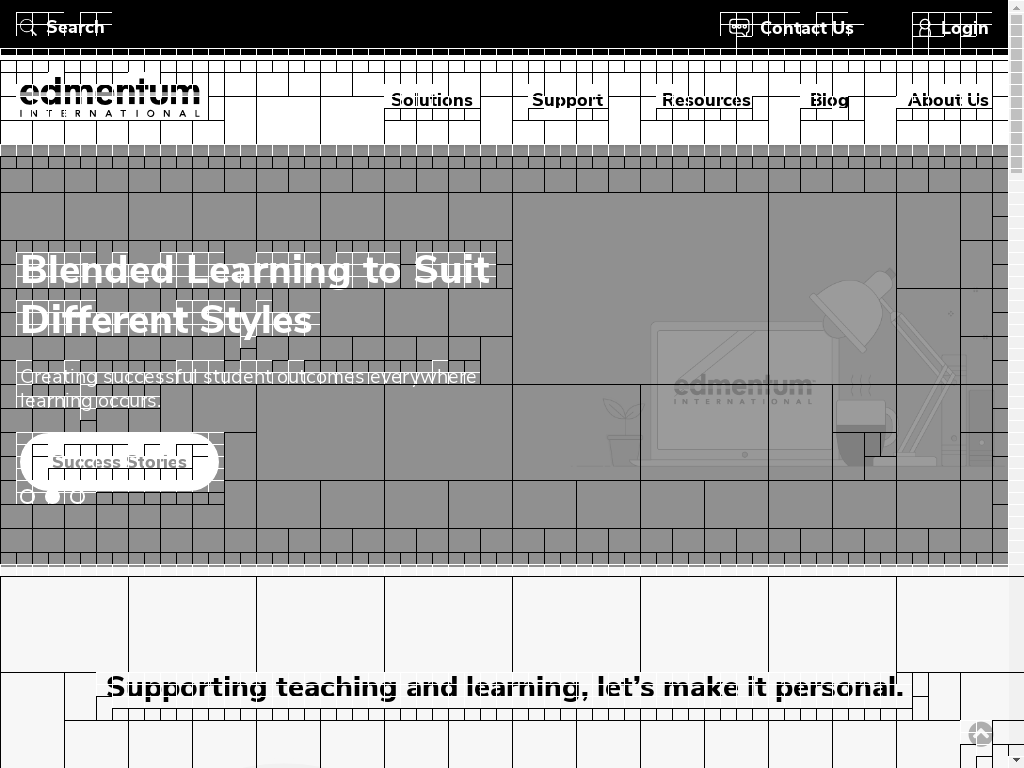 Search
Contact Us
Login
edmentum
INTERNATIONAL
Solutions
Support
Resources
Blog
About Us
Blended Learning to Suit
Different Styles
Creating successful student outcomes everywhere
learning occurs.
edmentum
INTERNATIONAL
Success Stories
Supporting teaching and learning, let's make it personal.